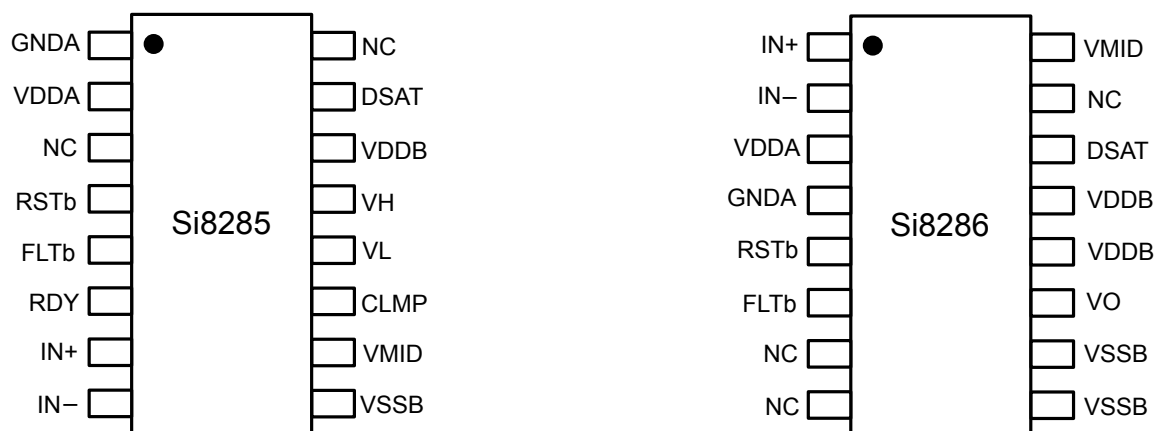 GNDA NC IN+ VMID
VDDA DSAT IN– NC
NC VDDB VDDA DSAT
RSTb VH GNDA VDDB
Si8285 Si8286
FLTb VL RSTb VDDB
RDY CLMP FLTb VO
IN+ VMID NC VSSB
IN– VSSB NC VSSB